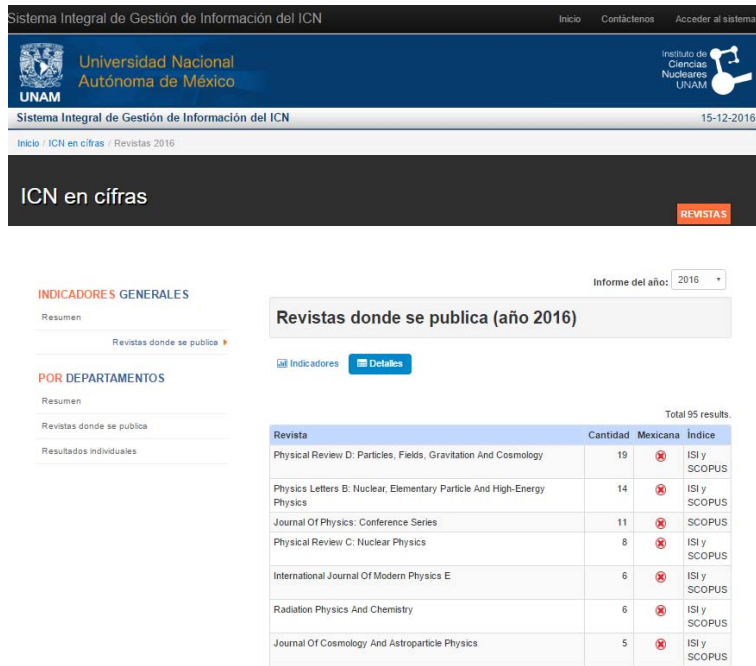 Sistema Integral de Gestión de Información del ICN Inicio Contáctenos Acceder al sistema
Universidad Nacional
Autónoma de México
UNAM
Instituto de
Ciencias
Nucleares
UNAM
Sistema Integral de Gestión de Información del ICN 15-12-2016
Inicio / ICN en cifras / Revistas 2016
ICN en cífras
REVISTAS
Informe del año: 2016
INDICADORES GENERALES
Resumen
Revistas donde se publica
POR DEPARTAMENTOS
Resumen
Revistas donde se publica
Resultados individuales
Revistas donde se publica (año 2016)
Indicadores Detalles
Total 95 results.
Revista Cantidad Mexicana Índice
Physical Review D: Particles, Fields, Gravitation And Cosmology 19 ISI y
SCOPUS
Physics Letters B: Nuclear, Elementary Particle And High-Energy 14 ISI y
Physics SCOPUS
Journal Of Physics: Conference Series 11 SCOPUS
Physical Review C: Nuclear Physics 8 ISI y
SCOPUS
International Journal Of Modern Physics E 6 ISI y
SCOPUS
Radiation Physics And Chemistry 6 ISI y
SCOPUS
Journal Of Cosmology And Astroparticle Physics 5 ISI y
SCOPUS